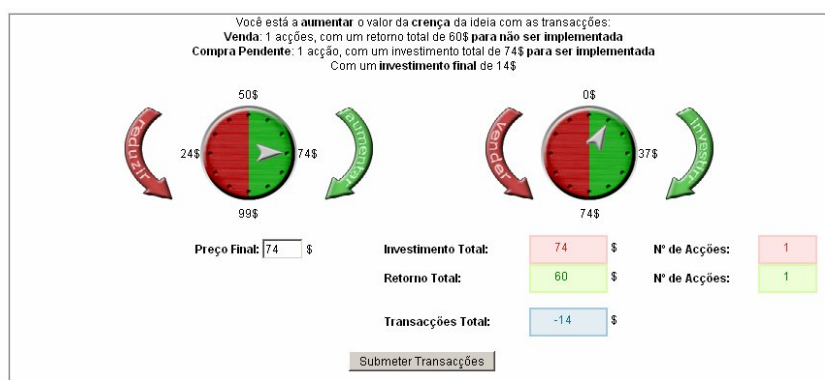 Você está a aumentar o valor da crença da ideia com as transacções:
Venda: 1 acções, com um retorno total de 60$ para não ser implementada
Compra Pendente: 1 acção, com um investimento total de 74$ para ser implementada
Com um investimento final de 14$
50$
0$
reduzir
aumentar
vender
Investir
24$
74$
37$
99$
74$
Preço Final: 74 $
Investimento Total: 74 $ Nº de Acções: 1
Retorno Total: 60 $ Nº de Acções: 1
Transacções Total: -14 $
Submeter Transacções